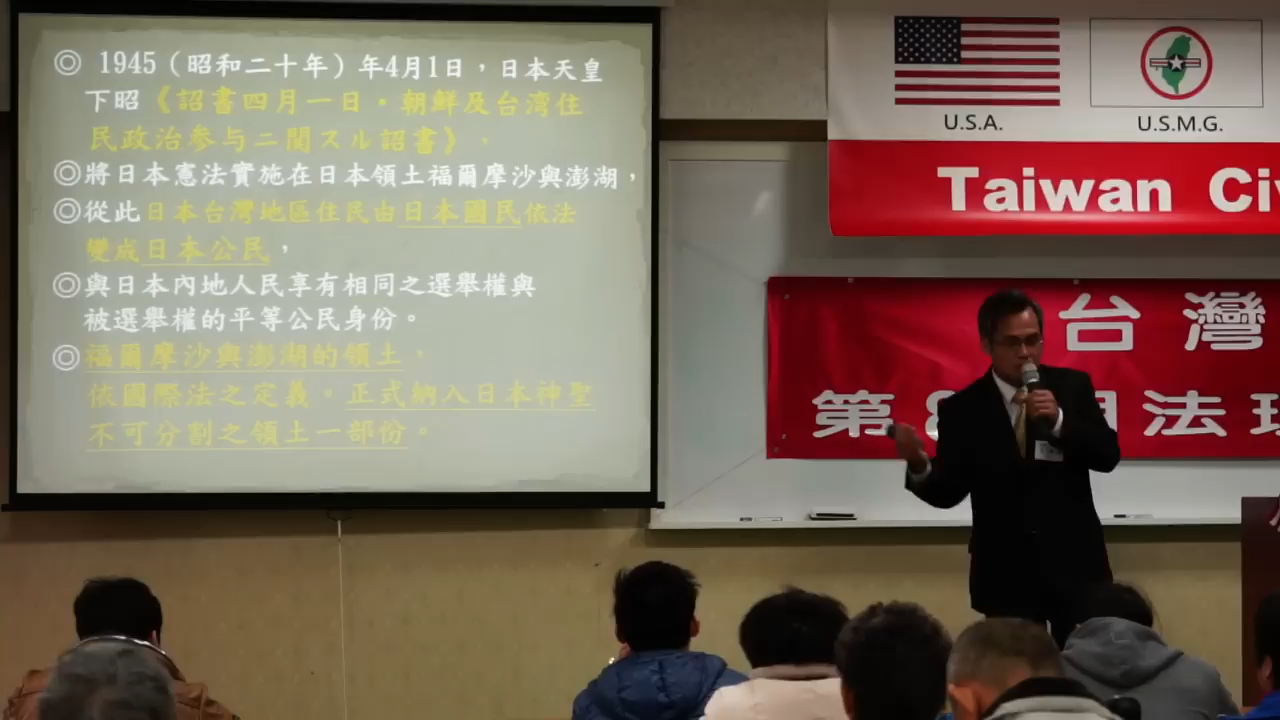 ◎ 1945（昭和二十年）年4月1日，日本天皇
下昭《詔書四月一日・朝鮮及台湾住
民政治参与二関スル詔書》，
◎將日本憲法實施在日本領土福爾摩沙與澎湖，
◎從此日本台灣地區住民由日本國民依法
變成日本公民，
◎與日本內地人民享有相同之選舉權與
被選舉權的平等公民身份。
◎福爾摩沙與澎湖的領土，
依國際法之定義。正式納入日本神聖
不可分割之領土一部份。
U.S.A.
U.S.M.G.
Taiwan Ci
台灣
第8 法